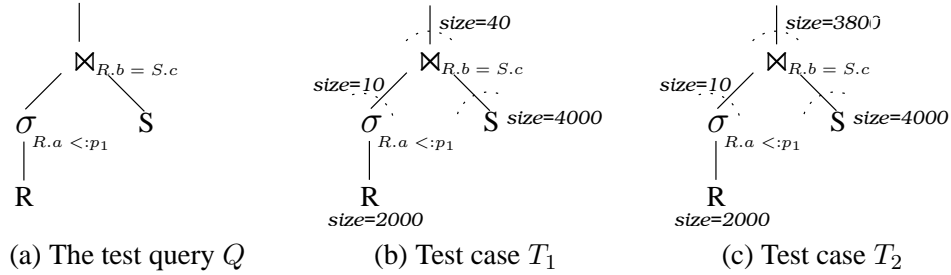 size=40
size=3800
⋈ R.b = S.c
⋈ R.b = S.c
⋈ R.b = S.c
size=10
size=10
σ R.a <:p₁
S
σ R.a <:p₁
S
size=4000
σ R.a <:p₁
S
size=4000
R
R
size=2000
R
size=2000
(a) The test query Q
(b) Test case T₁
(c) Test case T₂